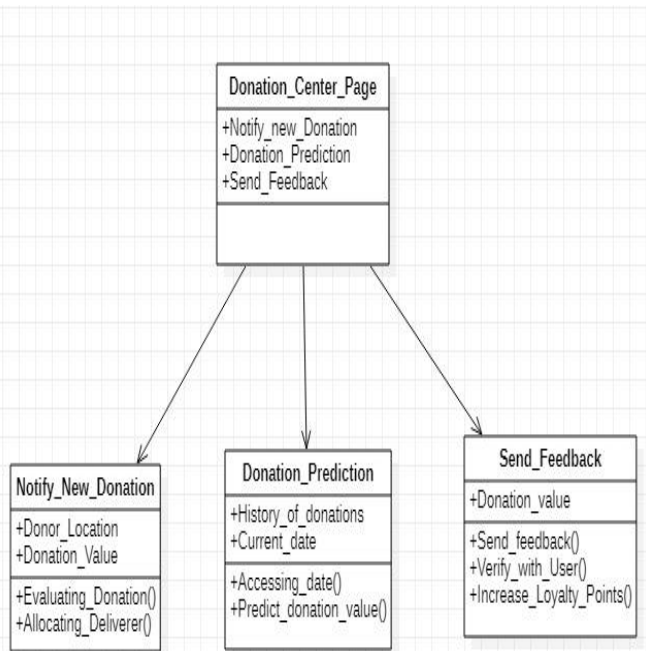 Donation_Center_Page
+Notify_new_Donation
+Donation_Prediction
+Send_Feedback
Notify_New_Donation
+Donor_Location
+Donation_Value
+Evaluating_Donation()
+Allocating_Deliverer()
Donation_Prediction
+History_of_donations
+Current_date
+Accessing_date()
+Predict_donation_value()
Send_Feedback
+Donation_value
+Send_feedback()
+Verify_with_User()
+Increase_Loyalty_Points()